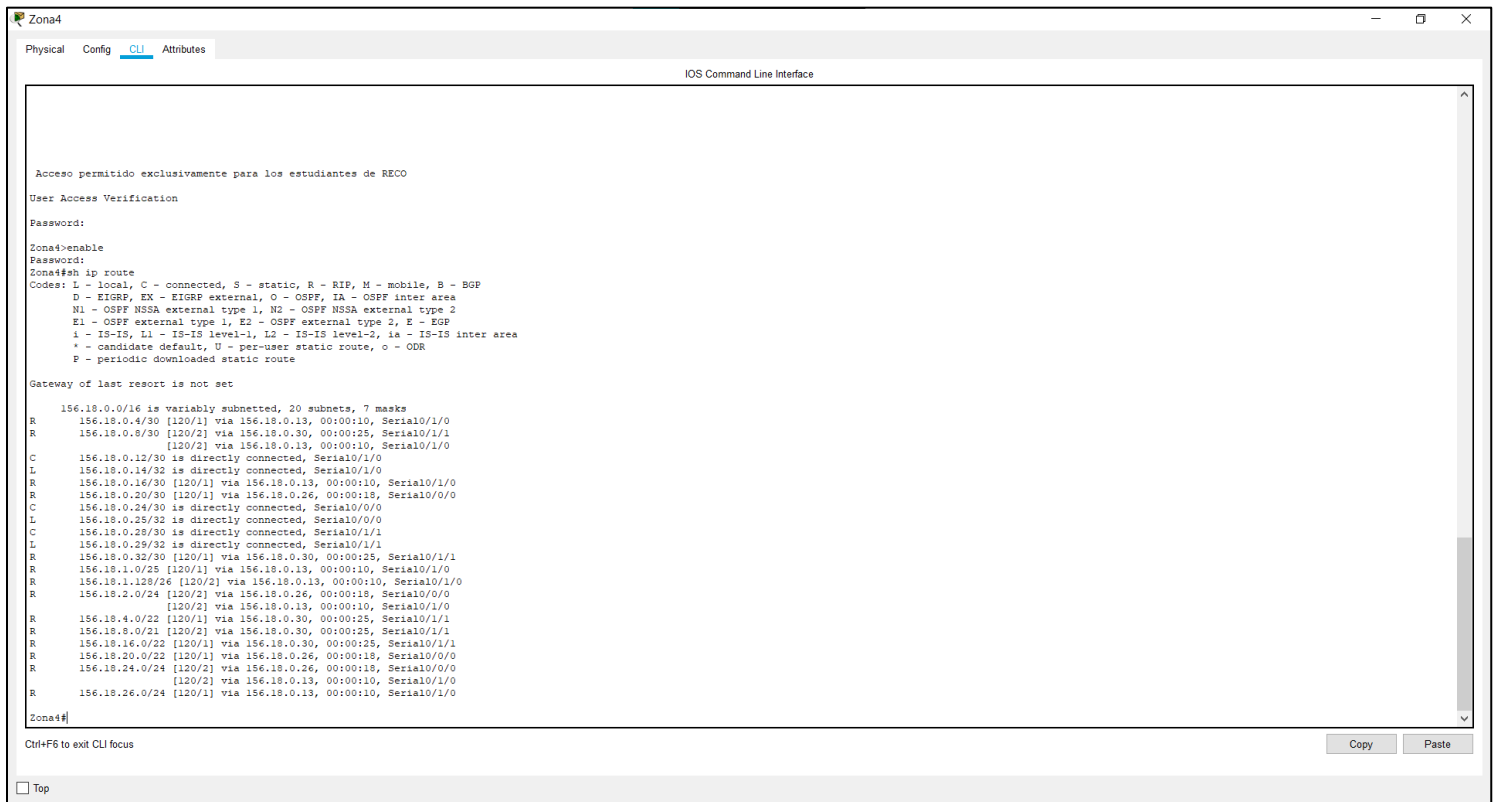 Zona4
Physical Config CLI Attributes
IOS Command Line Interface
Acceso permitido exclusivamente para los estudiantes de RECO
User Access Verification
Password:
Zona4>enable
Password:
Zona4#sh ip route
Codes: L - local, C - connected, S - static, R - RIP, M - mobile, B - BGP
D - EIGRP, EX - EIGRP external, O - OSPF, IA - OSPF inter area
N1 - OSPF NSSA external type 1, N2 - OSPF NSSA external type 2
E1 - OSPF external type 1, E2 - OSPF external type 2, E - EGP
i - IS-IS, L1 - IS-IS level-1, L2 - IS-IS level-2, ia - IS-IS inter area
* - candidate default, U - per-user static route, o - ODR
P - periodic downloaded static route
Gateway of last resort is not set
156.18.0.0/16 is variably subnetted, 20 subnets, 7 masks
R 156.18.0.4/30 [120/1] via 156.18.0.13, 00:00:10, Serial0/1/0
R 156.18.0.8/30 [120/2] via 156.18.0.30, 00:00:25, Serial0/1/1
[120/2] via 156.18.0.13, 00:00:10, Serial0/1/0
C 156.18.0.12/30 is directly connected, Serial0/1/0
L 156.18.0.14/32 is directly connected, Serial0/1/0
R 156.18.0.16/30 [120/1] via 156.18.0.13, 00:00:10, Serial0/1/0
R 156.18.0.20/30 [120/1] via 156.18.0.26, 00:00:18, Serial0/0/0
C 156.18.0.24/30 is directly connected, Serial0/0/0
L 156.18.0.25/32 is directly connected, Serial0/0/0
C 156.18.0.28/30 is directly connected, Serial0/1/1
L 156.18.0.29/32 is directly connected, Serial0/1/1
R 156.18.0.32/30 [120/1] via 156.18.0.30, 00:00:25, Serial0/1/1
R 156.18.1.0/25 [120/1] via 156.18.0.13, 00:00:10, Serial0/1/0
R 156.18.1.128/26 [120/2] via 156.18.0.13, 00:00:10, Serial0/1/0
R 156.18.2.0/24 [120/2] via 156.18.0.26, 00:00:18, Serial0/0/0
[120/2] via 156.18.0.13, 00:00:10, Serial0/1/0
R 156.18.4.0/22 [120/1] via 156.18.0.30, 00:00:25, Serial0/1/1
R 156.18.8.0/21 [120/2] via 156.18.0.30, 00:00:25, Serial0/1/1
R 156.18.16.0/22 [120/1] via 156.18.0.30, 00:00:25, Serial0/1/1
R 156.18.20.0/22 [120/1] via 156.18.0.26, 00:00:18, Serial0/0/0
R 156.18.24.0/24 [120/2] via 156.18.0.26, 00:00:18, Serial0/0/0
[120/2] via 156.18.0.13, 00:00:10, Serial0/1/0
R 156.18.26.0/24 [120/1] via 156.18.0.13, 00:00:10, Serial0/1/0
Zona4#
Ctrl+F6 to exit CLI focus
Copy Paste
Top